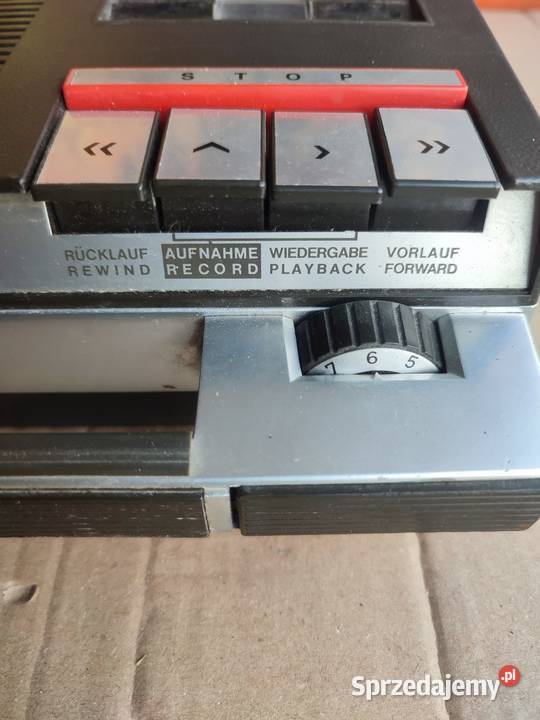 STOP
RÜCKLAUF AUFNAHME WIEDERGABE VORLAUF
REWIND RECORD PLAYBACK FORWARD
7 6 5
Sprzedajemy.pl